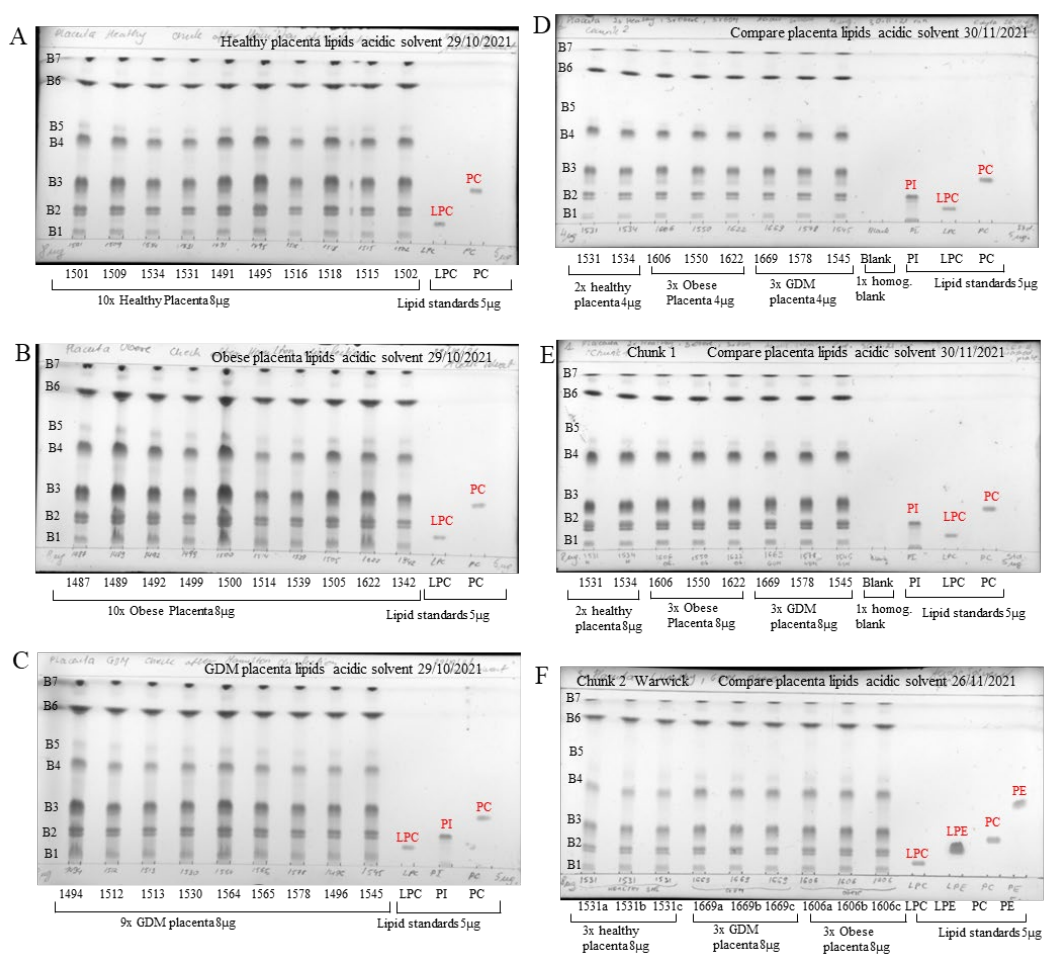 A
Healthy placenta lipids acidic solvent 29/10/2021
Placenta Healthy
B7
B6
B5
B4
B3
B2
B1
LPC
PC
1501 1509 1534 1531 1491 1495 1516 1518 1515 1502 LPC PC
10x Healthy Placenta 8µg
Lipid standards 5µg
B
Obese placenta lipids acidic solvent 29/10/2021
Placenta Obese
B7
B6
B5
B4
B3
B2
B1
LPC
PC
1487 1489 1492 1499 1500 1514 1539 1505 1622 1342 LPC PC
10x Obese Placenta 8µg
Lipid standards 5µg
C
GDM placenta lipids acidic solvent 29/10/2021
Placenta GDM
B7
B6
B5
B4
B3
B2
B1
LPC
PI
PC
1494 1512 1513 1530 1564 1565 1578 1496 1545 LPC PI PC
9x GDM placenta 8µg
Lipid standards 5µg
D
Compare placenta lipids acidic solvent 30/11/2021
B7
B6
B5
B4
B3
B2
B1
PI
LPC
PC
1531 1534 1606 1550 1622 1669 1578 1545 Blank PI LPC PC
2x healthy placenta 4µg
3x Obese Placenta 4µg
3x GDM placenta 4µg
1x homog. blank
Lipid standards 5µg
E
Chunk 1 Compare placenta lipids acidic solvent 30/11/2021
B7
B6
B5
B4
B3
B2
B1
PI
LPC
PC
1531 1534 1606 1550 1622 1669 1578 1545 Blank PI LPC PC
2x healthy placenta 8µg
3x Obese Placenta 8µg
3x GDM placenta 8µg
1x homog. blank
Lipid standards 5µg
F
Chunk 2 Warwick Compare placenta lipids acidic solvent 26/11/2021
B7
B6
B5
B4
B3
B2
B1
LPC
LPE
PC
PE
1531a 1531b 1531c 1669a 1669b 1669c 1606a 1606b 1606c LPC LPE PC PE
3x healthy placenta 8µg
3x GDM placenta 8µg
3x Obese placenta 8µg
Lipid standards 5µg